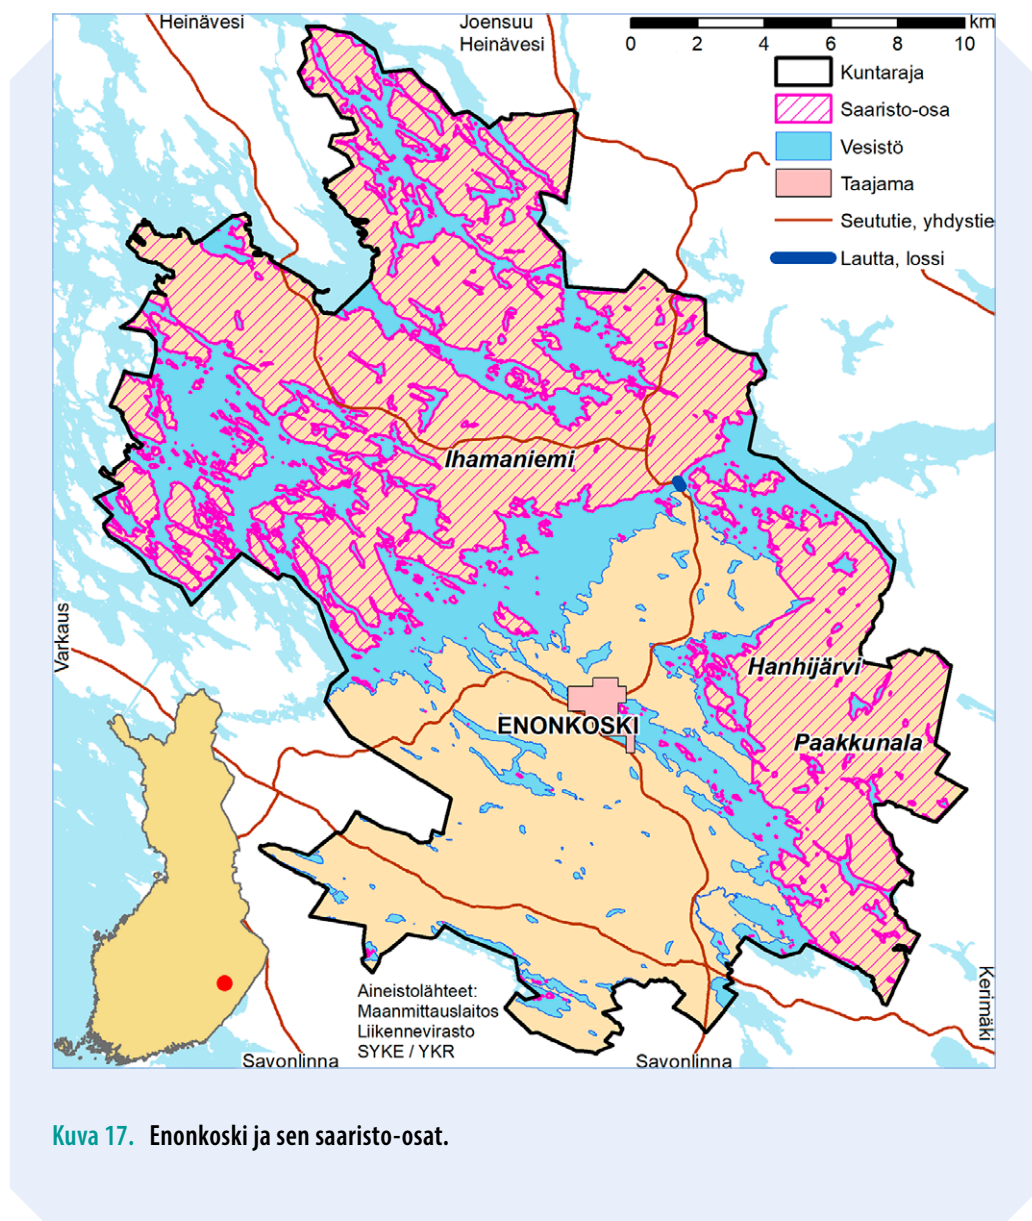 Heinävesi
Joensuu
Heinävesi
km
0 2 4 6 8 10
Kuntaraja
Saaristo-osa
Vesistö
Taajama
Seututie, yhdystie
Lautta, lossi
Ihamaniemi
Varkaus
Hanhijärvi
ENONKOSKI
Paakkunala
Aineistolähteet:
Maanmittauslaitos
Liikennevirasto
SYKE / YKR
Kerimäki
Savonlinna
Savonlinna
Kuva 17. Enonkoski ja sen saaristo-osat.